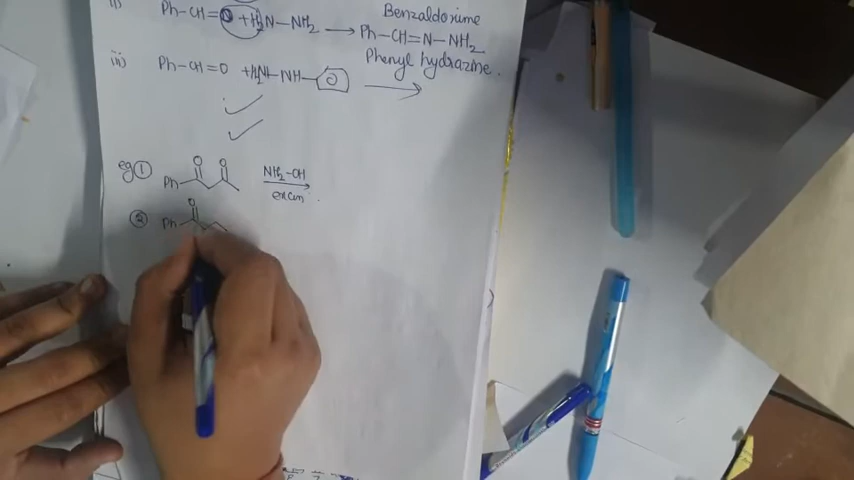 Benzaldoxime
ii) Ph-CH=O + H₂N-NH₂ → Ph-CH=N-NH₂
Phenyl hydrazine.
iii) Ph-CH=O + H₂N-NH- →
eg ① Ph O O NH₂-OH
② Ph O